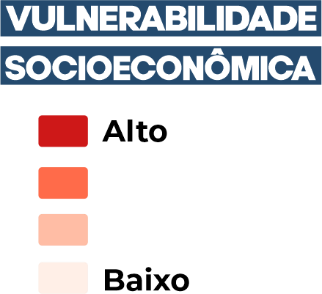 VULNERABILIDADE
SOCIOECONÔMICA
Alto
Baixo